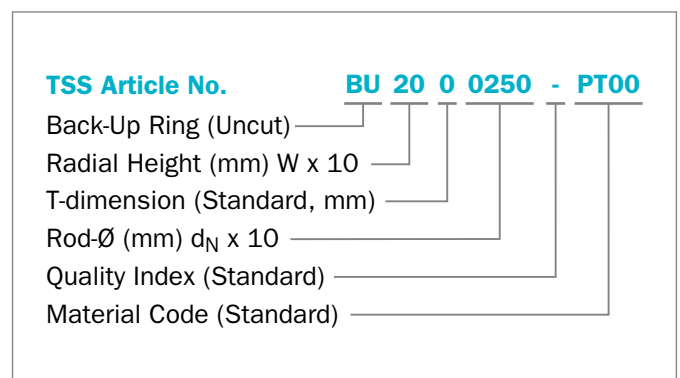 TSS Article No. BU 20 0 0250 - PT00
Back-Up Ring (Uncut)
Radial Height (mm) W x 10
T-dimension (Standard, mm)
Rod-Ø (mm) dN x 10
Quality Index (Standard)
Material Code (Standard)